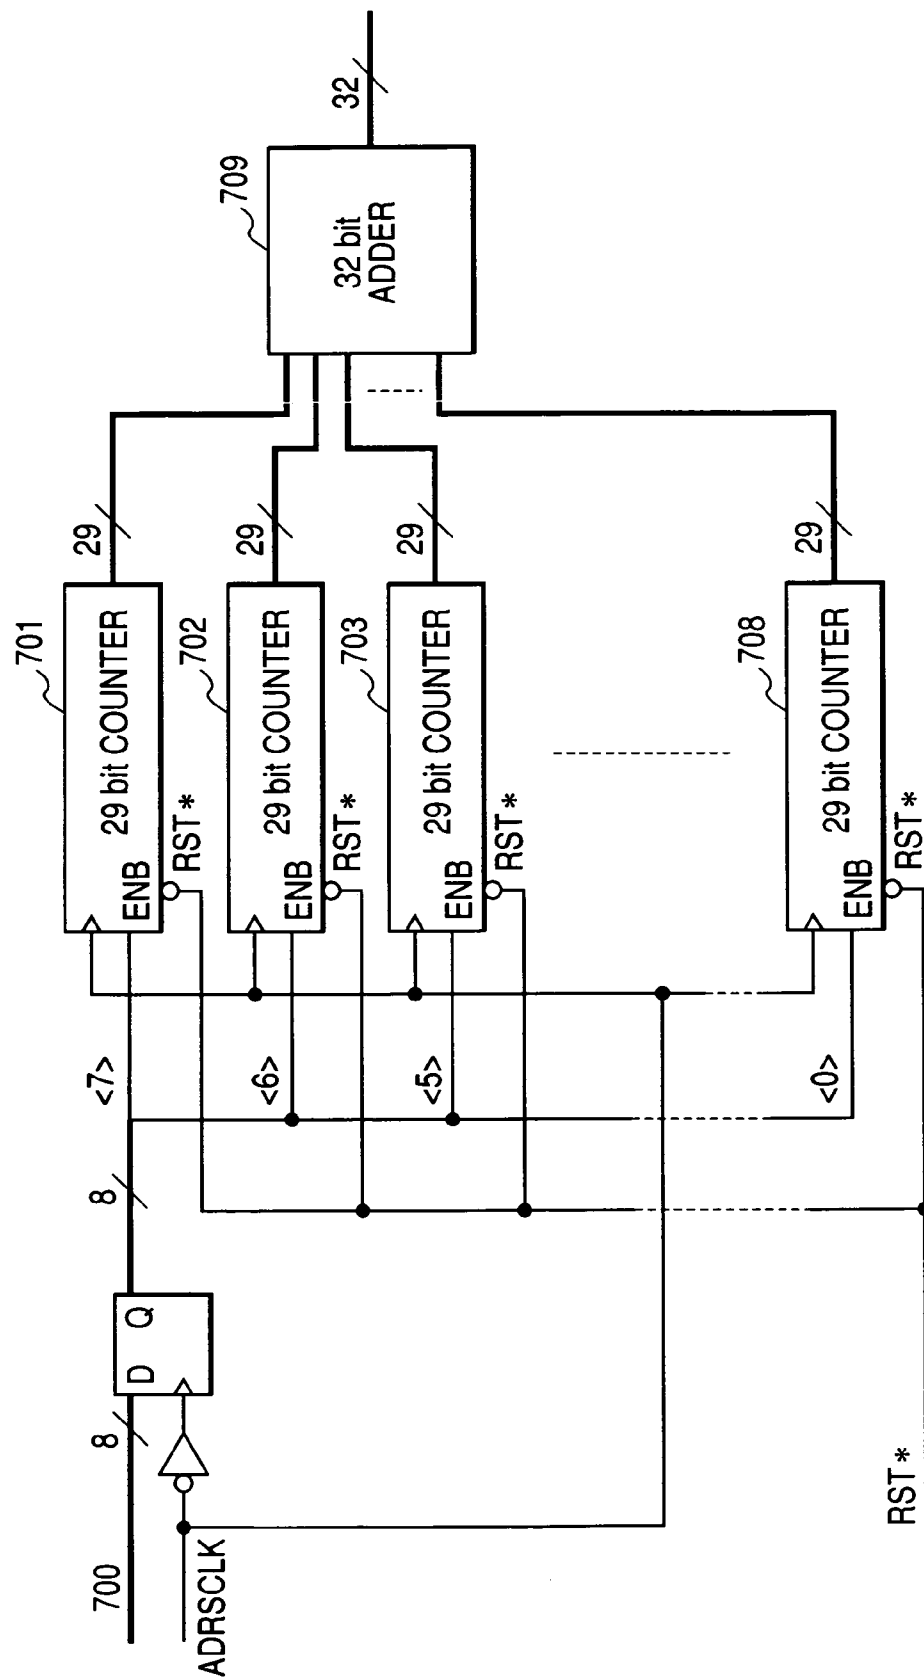 700
8
D Q
8
ADRSCLK
<7>
<6>
<5>
<0>
701
29 bit COUNTER
ENB
RST*
29
702
29 bit COUNTER
ENB
RST*
29
703
29 bit COUNTER
ENB
RST*
29
708
29 bit COUNTER
ENB
RST*
29
RST*
709
32 bit
ADDER
32